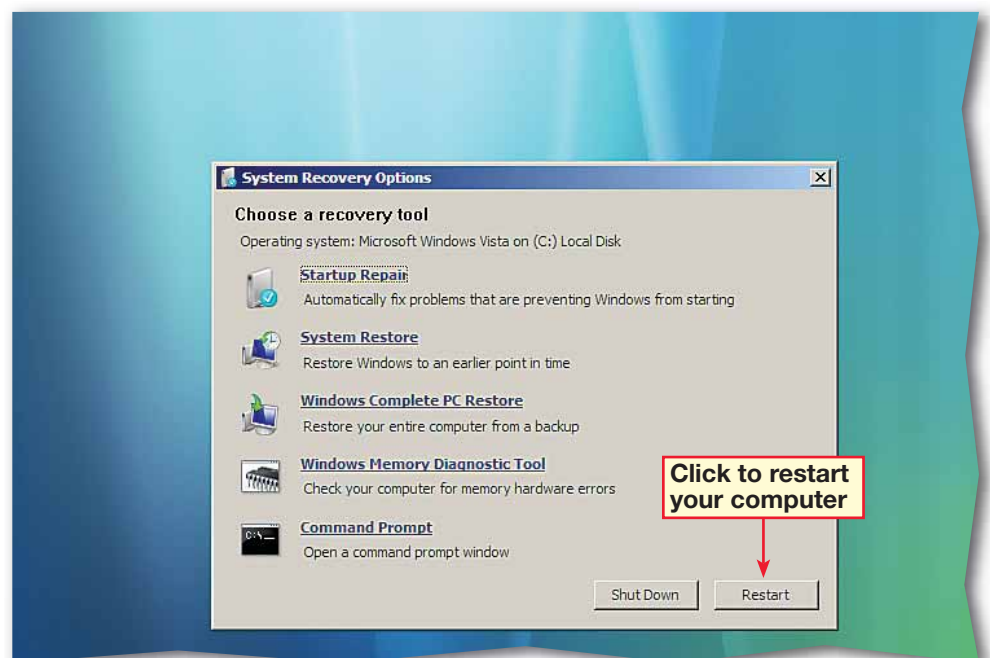 System Recovery Options
Choose a recovery tool
Operating system: Microsoft Windows Vista on (C:) Local Disk
Startup Repair
Automatically fix problems that are preventing Windows from starting
System Restore
Restore Windows to an earlier point in time
Windows Complete PC Restore
Restore your entire computer from a backup
Windows Memory Diagnostic Tool
Check your computer for memory hardware errors
Click to restart
your computer
C:\_
Command Prompt
Open a command prompt window
Shut Down
Restart